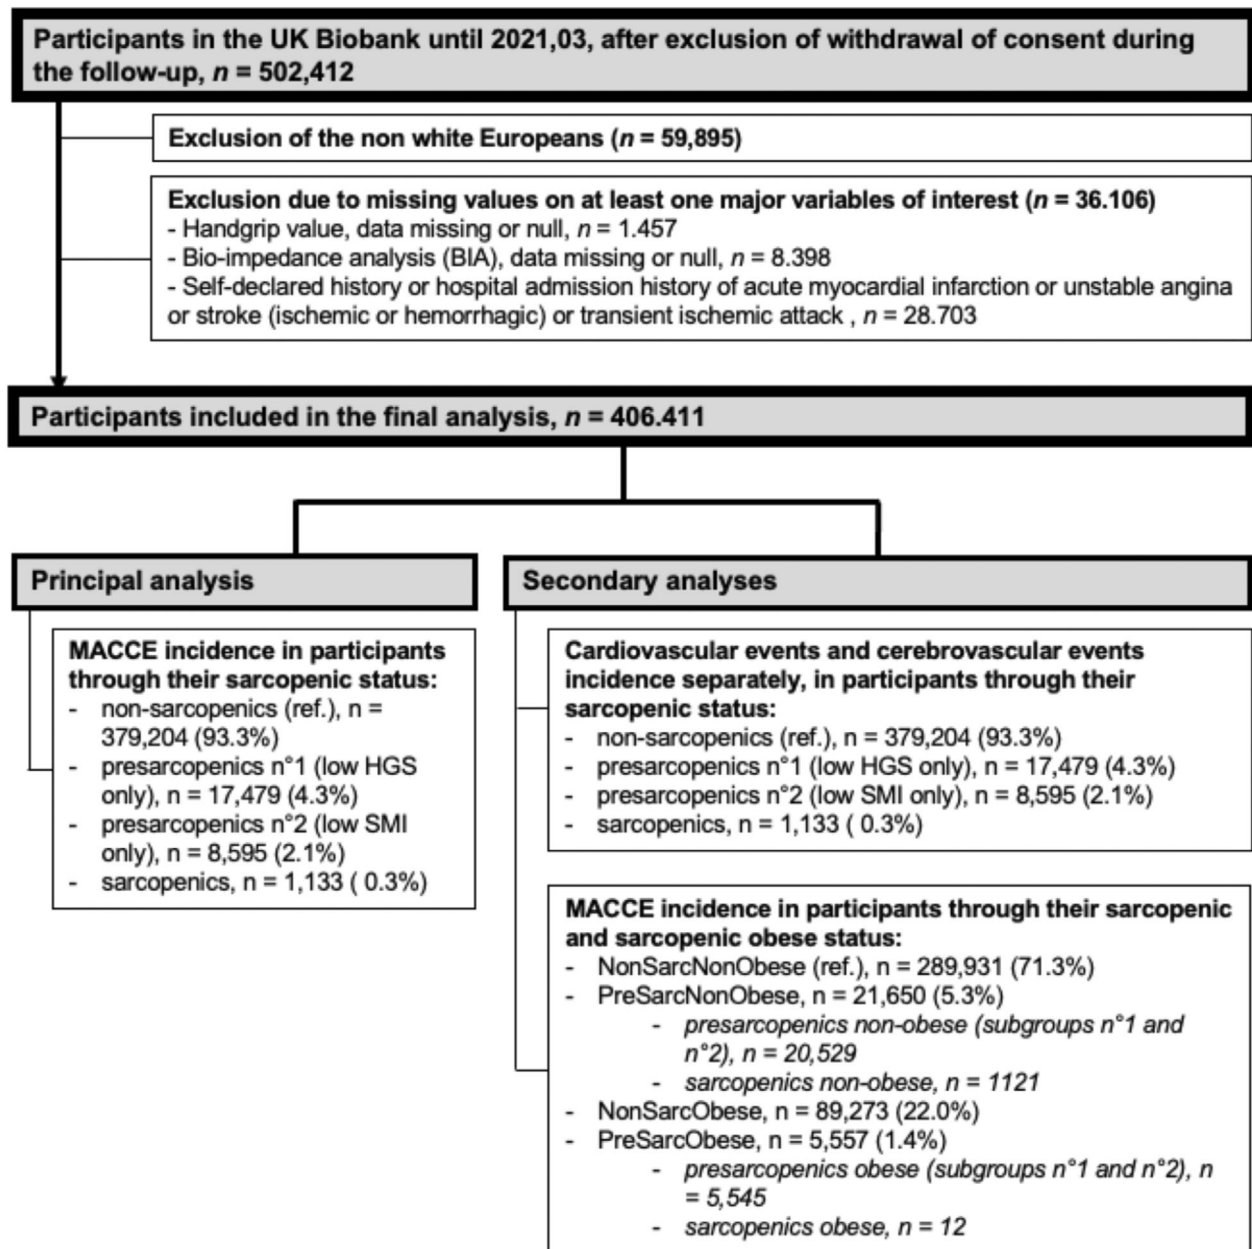 Participants in the UK Biobank until 2021,03, after exclusion of withdrawal of consent during
the follow-up, n = 502,412
Exclusion of the non white Europeans (n = 59,895)
Exclusion due to missing values on at least one major variables of interest (n = 36.106)
- Handgrip value, data missing or null, n = 1.457
- Bio-impedance analysis (BIA), data missing or null, n = 8.398
- Self-declared history or hospital admission history of acute myocardial infarction or unstable angina
or stroke (ischemic or hemorrhagic) or transient ischemic attack , n = 28.703
Participants included in the final analysis, n = 406.411
Principal analysis
MACCE incidence in participants
through their sarcopenic status:
- non-sarcopenics (ref.), n =
379,204 (93.3%)
- presarcopenics n°1 (low HGS
only), n = 17,479 (4.3%)
- presarcopenics n°2 (low SMI
only), n = 8,595 (2.1%)
- sarcopenics, n = 1,133 ( 0.3%)
Secondary analyses
Cardiovascular events and cerebrovascular events
incidence separately, in participants through their
sarcopenic status:
- non-sarcopenics (ref.), n = 379,204 (93.3%)
- presarcopenics n°1 (low HGS only), n = 17,479 (4.3%)
- presarcopenics n°2 (low SMI only), n = 8,595 (2.1%)
- sarcopenics, n = 1,133 ( 0.3%)
MACCE incidence in participants through their sarcopenic
and sarcopenic obese status:
- NonSarcNonObese (ref.), n = 289,931 (71.3%)
- PreSarcNonObese, n = 21,650 (5.3%)
- presarcopenics non-obese (subgroups n°1 and
n°2), n = 20,529
- sarcopenics non-obese, n = 1121
- NonSarcObese, n = 89,273 (22.0%)
- PreSarcObese, n = 5,557 (1.4%)
- presarcopenics obese (subgroups n°1 and n°2), n
= 5,545
- sarcopenics obese, n = 12